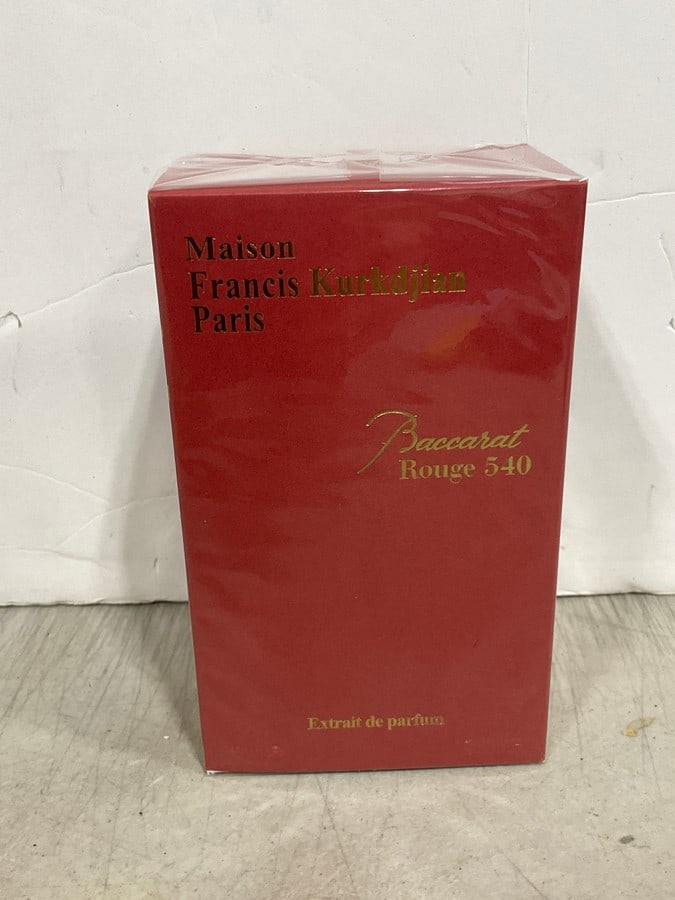 Maison
Francis Kurkdjian
Paris
Baccarat
Rouge 540
Extrait de parfum